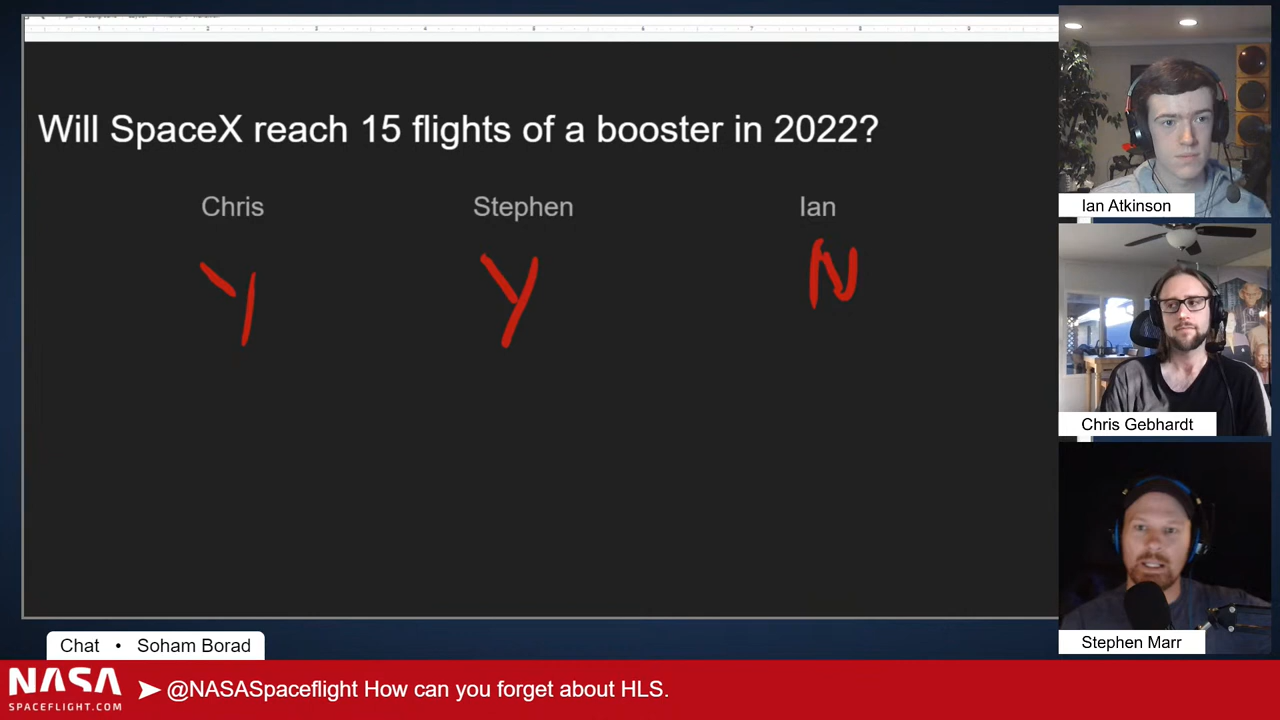 Will SpaceX reach 15 flights of a booster in 2022?
Chris Stephen Ian
Y Y N
Ian Atkinson
Chris Gebhardt
Stephen Marr
Chat • Soham Borad
NASA
SPACEFLIGHT.COM
@NASASpaceflight How can you forget about HLS.